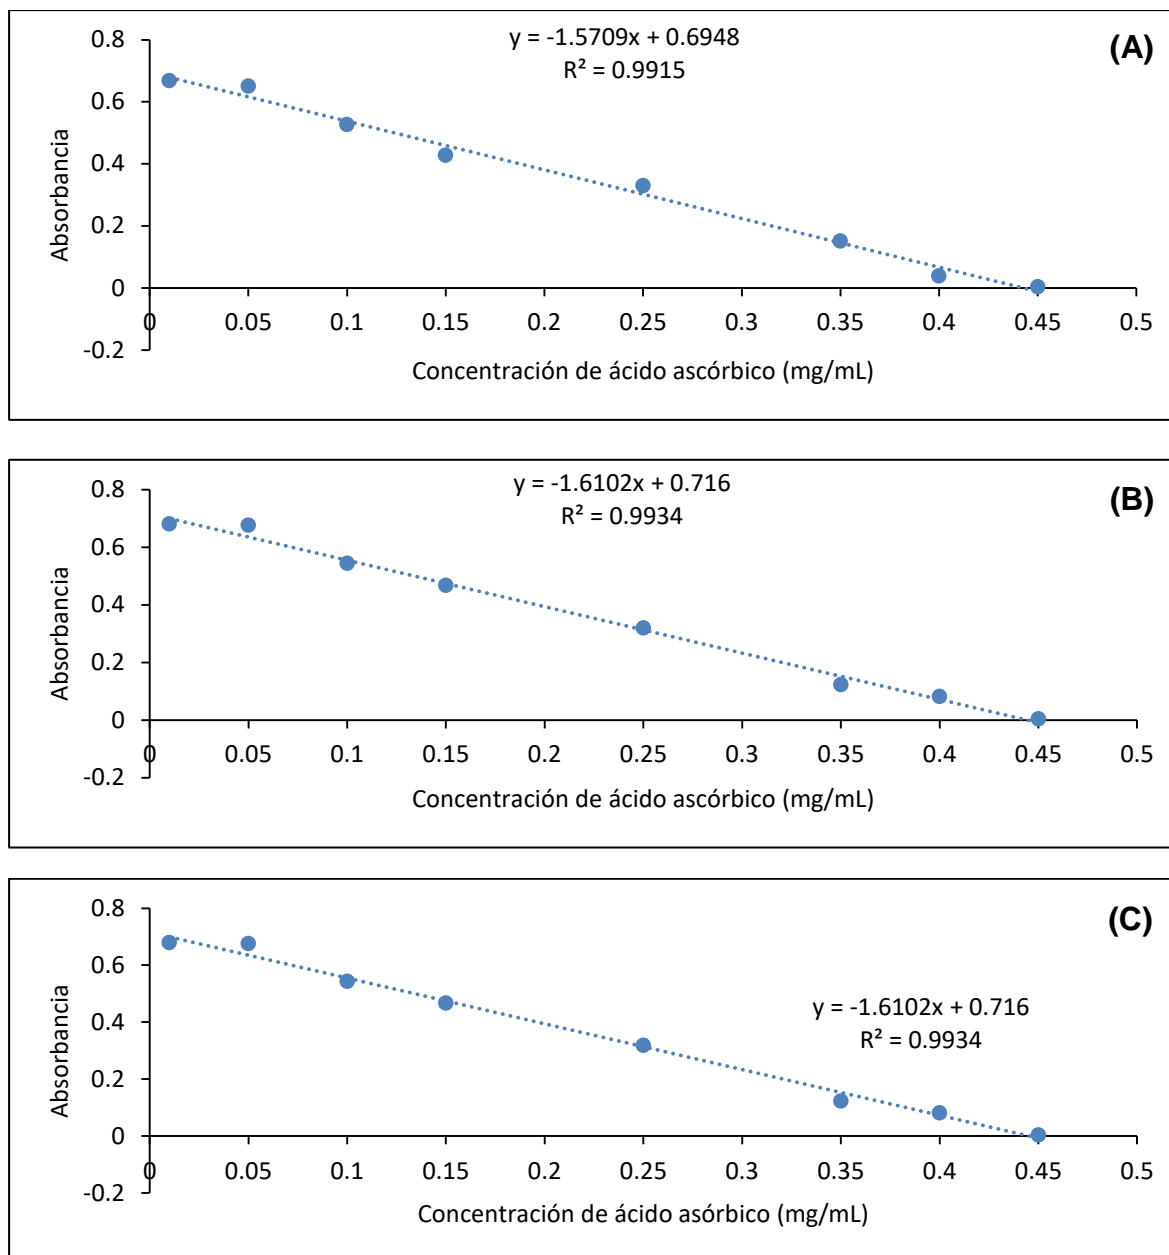 y = -1.5709x + 0.6948
R² = 0.9915
(A)
0.8
0.6
0.4
0.2
0
-0.2
Absorbancia
0 0.05 0.1 0.15 0.2 0.25 0.3 0.35 0.4 0.45 0.5
Concentración de ácido ascórbico (mg/mL)
y = -1.6102x + 0.716
R² = 0.9934
(B)
0.8
0.6
0.4
0.2
0
-0.2
Absorbancia
0 0.05 0.1 0.15 0.2 0.25 0.3 0.35 0.4 0.45 0.5
Concentración de ácido ascórbico (mg/mL)
(C)
y = -1.6102x + 0.716
R² = 0.9934
0.8
0.6
0.4
0.2
0
-0.2
Absorbancia
0 0.05 0.1 0.15 0.2 0.25 0.3 0.35 0.4 0.45 0.5
Concentración de ácido asórbico (mg/mL)